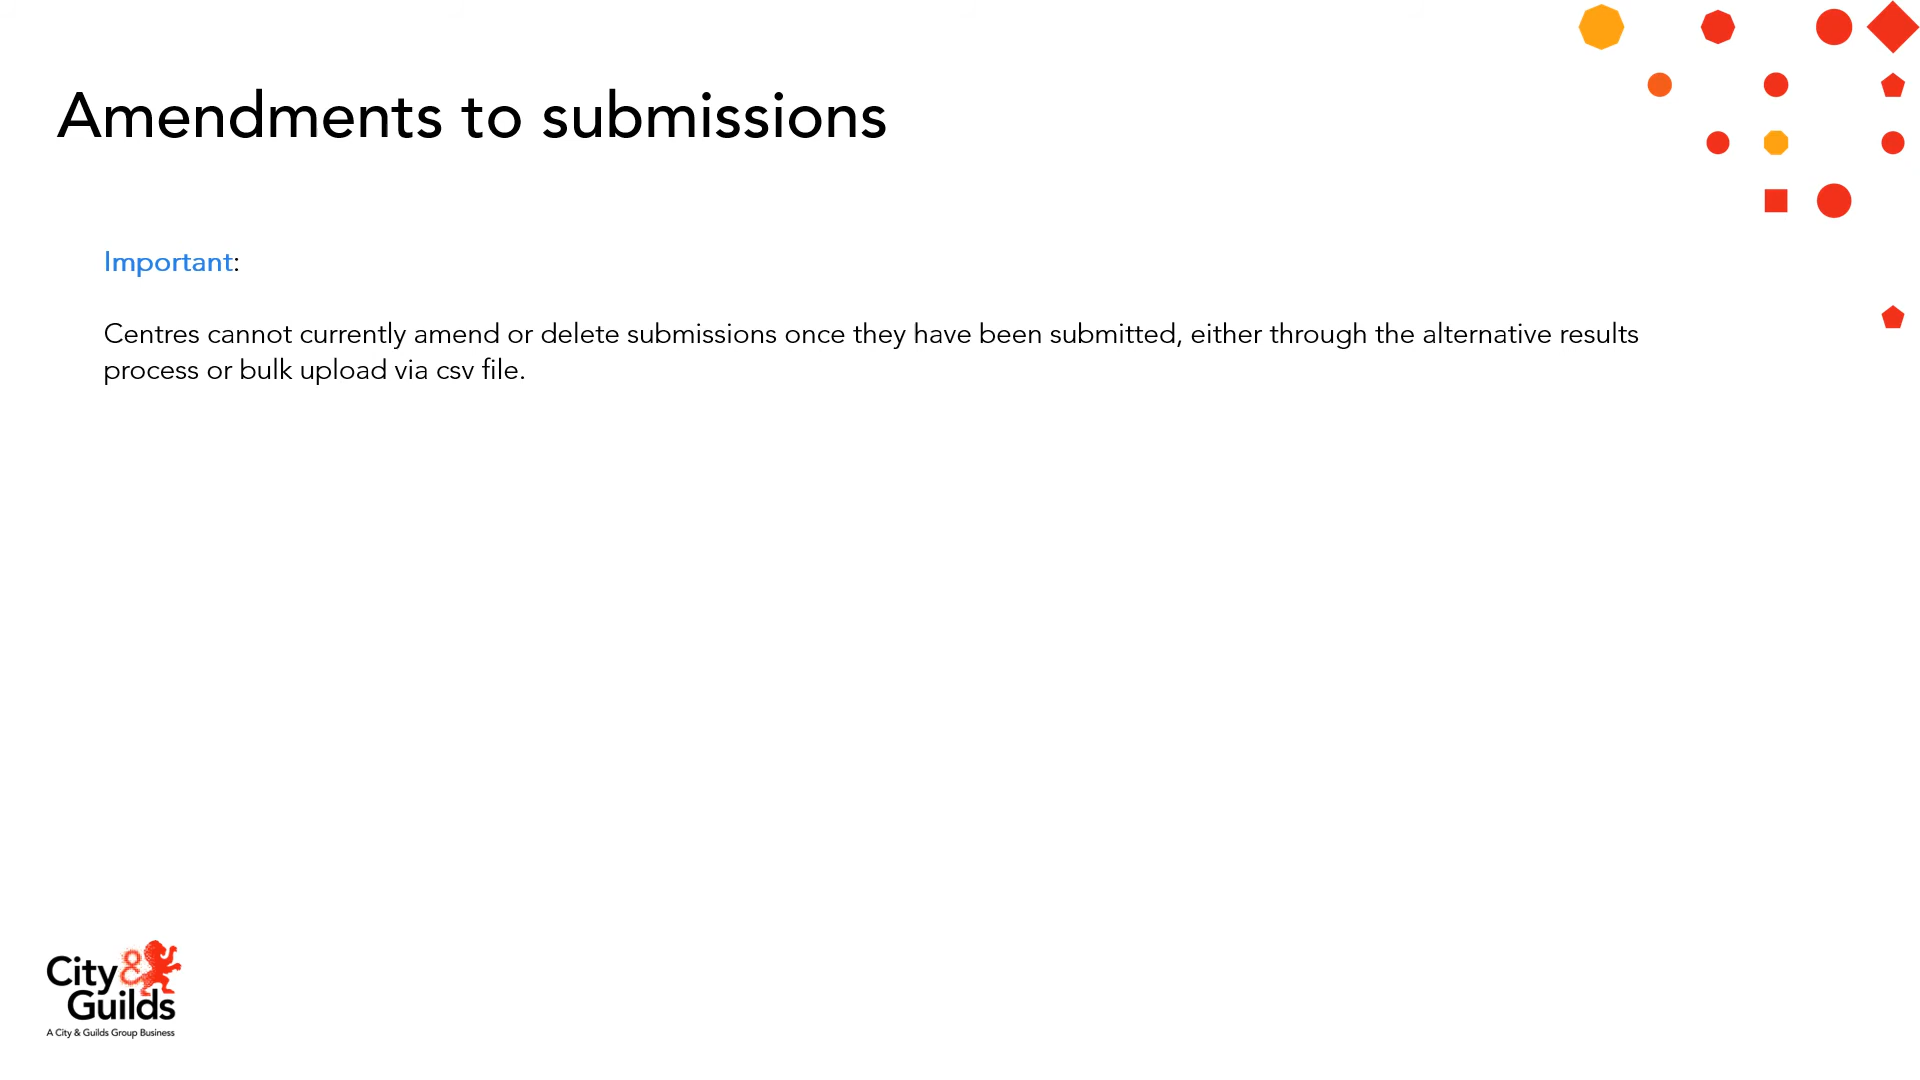 Amendments to submissions
Important:
Centres cannot currently amend or delete submissions once they have been submitted, either through the alternative results
process or bulk upload via csv file.
City&
Guilds
A City & Guilds Group Business